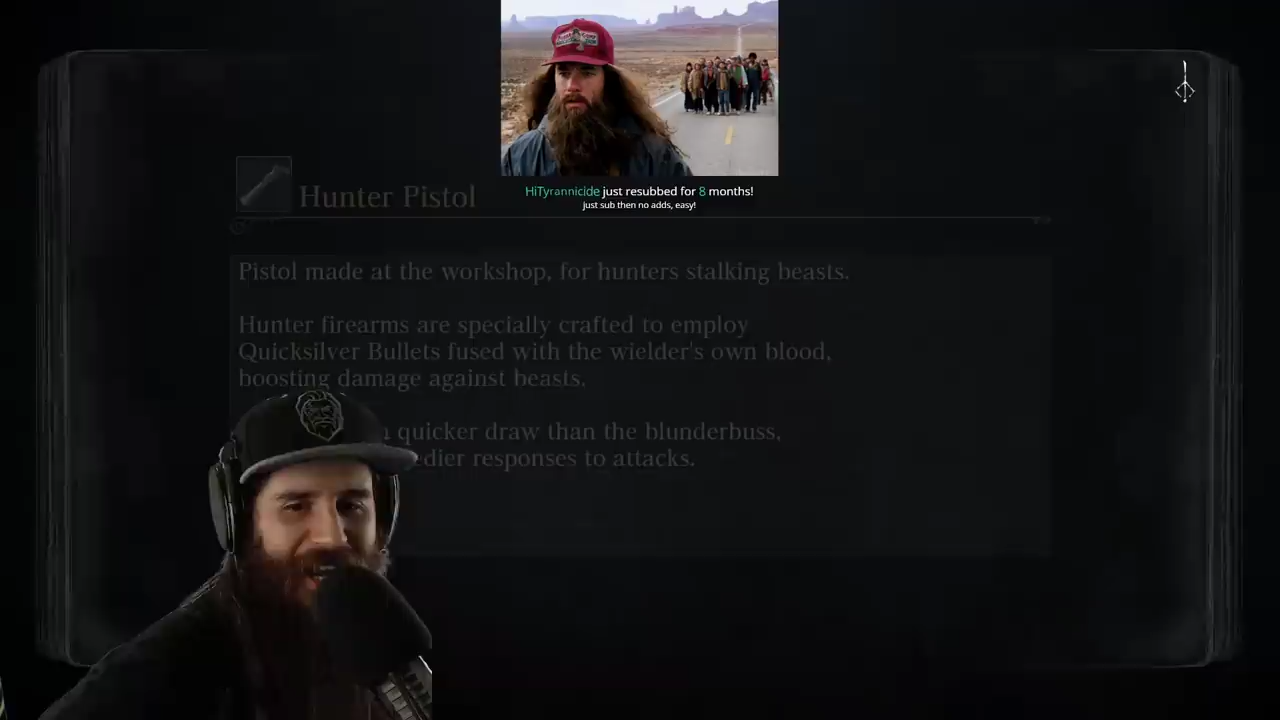 HiTyrannicide just resubbed for 8 months!
just sub then no adds, easy!
Hunter Pistol
Pistol made at the workshop, for hunters stalking beasts.
Hunter firearms are specially crafted to employ
Quicksilver Bullets fused with the wielder's own blood,
boosting damage against beasts.
quicker draw than the blunderbuss,
responses to attacks.